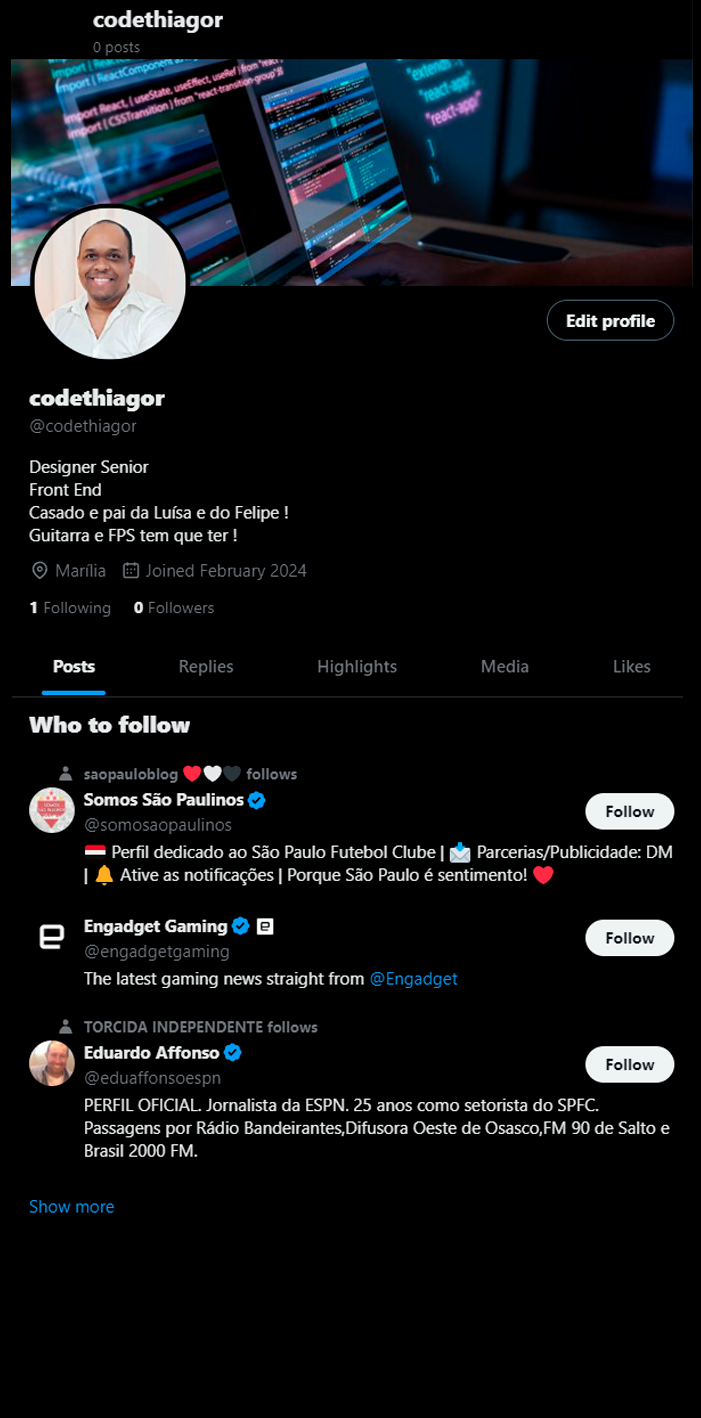 codethiagor
0 posts
import { ReactComponent
import React, { useState, useEffect, useRef } from "react"
import { CSSTransition } from "react-transition-group"
"extends":
"react-app"
"react-app/
]
},
Edit profile
codethiagor
@codethiagor
Designer Senior
Front End
Casado e pai da Luísa e do Felipe !
Guitarra e FPS tem que ter !
Marília Joined February 2024
1 Following 0 Followers
Posts Replies Highlights Media Likes
Who to follow
saopauloblog ❤️🤍🖤 follows
Somos São Paulinos
@somosaopaulinos
Follow
🇾🇪 Perfil dedicado ao São Paulo Futebol Clube | 📩 Parcerias/Publicidade: DM
| 🔔 Ative as notificações | Porque São Paulo é sentimento! ❤️
Engadget Gaming
@engadgetgaming
Follow
The latest gaming news straight from @Engadget
TORCIDA INDEPENDENTE follows
Eduardo Affonso
@eduaffonsoespn
Follow
PERFIL OFICIAL. Jornalista da ESPN. 25 anos como setorista do SPFC.
Passagens por Rádio Bandeirantes,Difusora Oeste de Osasco,FM 90 de Salto e
Brasil 2000 FM.
Show more